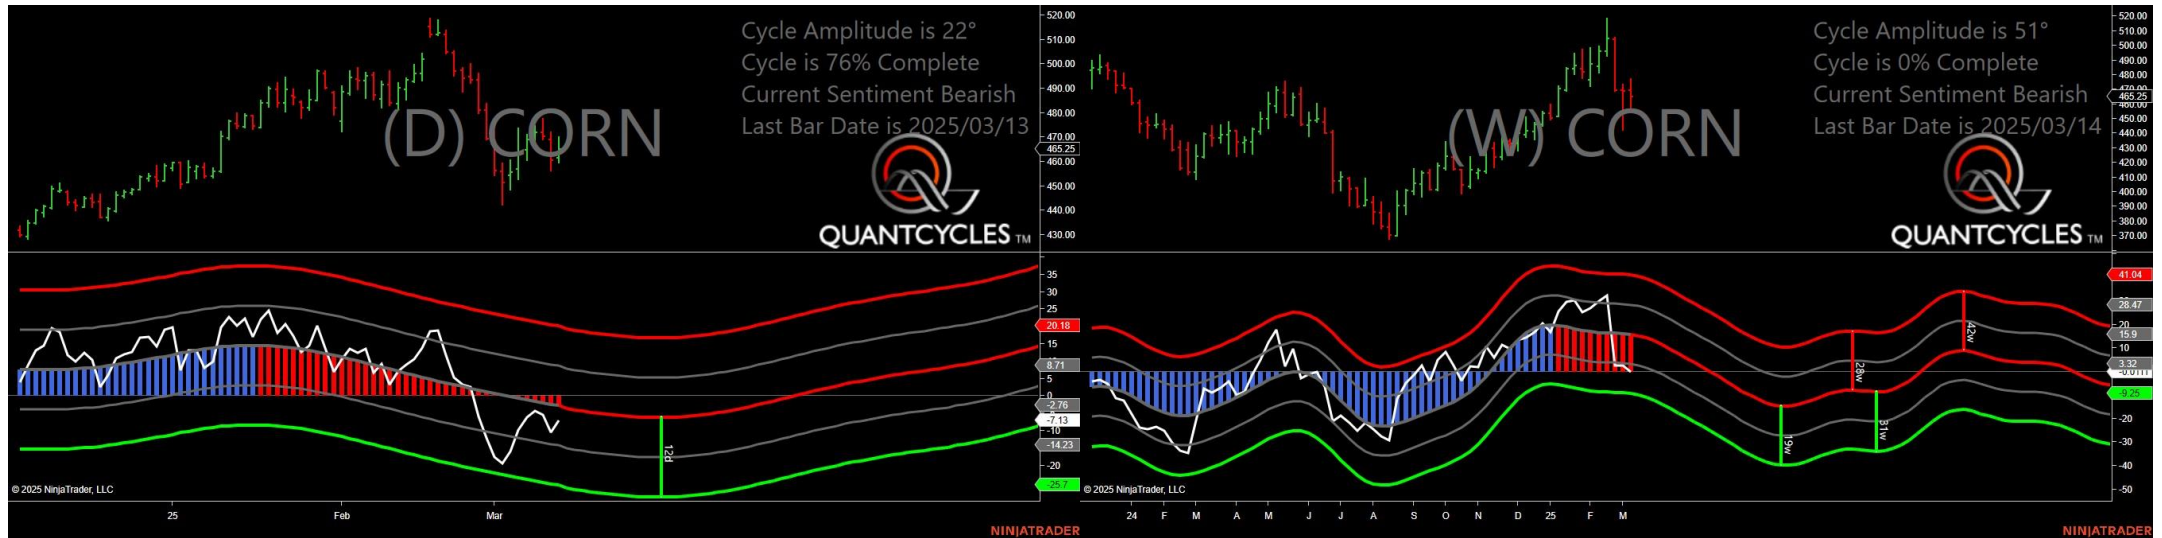 Cycle Amplitude is 22°
Cycle is 76% Complete
Current Sentiment Bearish
Last Bar Date is 2025/03/13
(D) CORN
QUANTCYCLES TM
520.00
510.00
500.00
490.00
480.00
470.00
465.25
460.00
450.00
440.00
430.00
35
30
25
20.18
15
8.71
5
0
-2.76
-7.13
-10
-14.23
-20
-25.7
12d
© 2025 NinjaTrader, LLC
25 Feb Mar
NINJATRADER
Cycle Amplitude is 51°
Cycle is 0% Complete
Current Sentiment Bearish
Last Bar Date is 2025/03/14
(W) CORN
QUANTCYCLES TM
520.00
510.00
500.00
490.00
480.00
470.00
465.25
460.00
450.00
440.00
430.00
420.00
410.00
400.00
390.00
380.00
370.00
41.04
28.47
20
15.9
10
3.32
-9.25
-20
-30
-40
-50
19w
28w
31w
42w
© 2025 NinjaTrader, LLC
24 F M A M J J A S O N D 25 F M
NINJATRADER